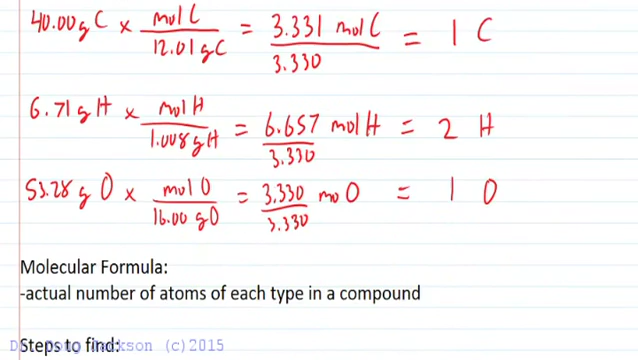 40.00 g C × mol C / 12.01 g C = 3.331 mol C / 3.330 = 1 C
6.71 g H × mol H / 1.008 g H = 6.657 mol H / 3.330 = 2 H
53.28 g O × mol O / 16.00 g O = 3.330 mo O / 3.330 = 1 O
Molecular Formula:
-actual number of atoms of each type in a compound
Steps to find:
(c)2015